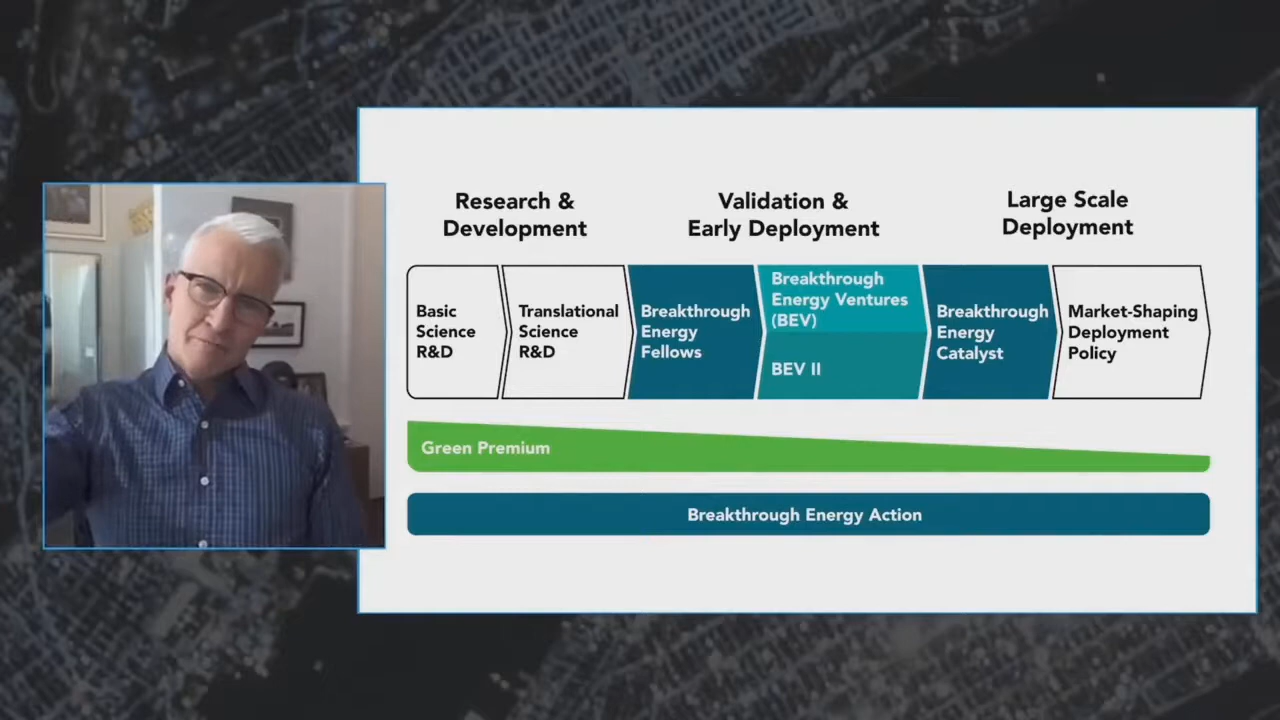 Research &
Development
Validation &
Early Deployment
Large Scale
Deployment
Basic
Science
R&D
Translational
Science
R&D
Breakthrough
Energy
Fellows
Breakthrough
Energy Ventures
(BEV)
BEV II
Breakthrough
Energy
Catalyst
Market-Shaping
Deployment
Policy
Green Premium
Breakthrough Energy Action